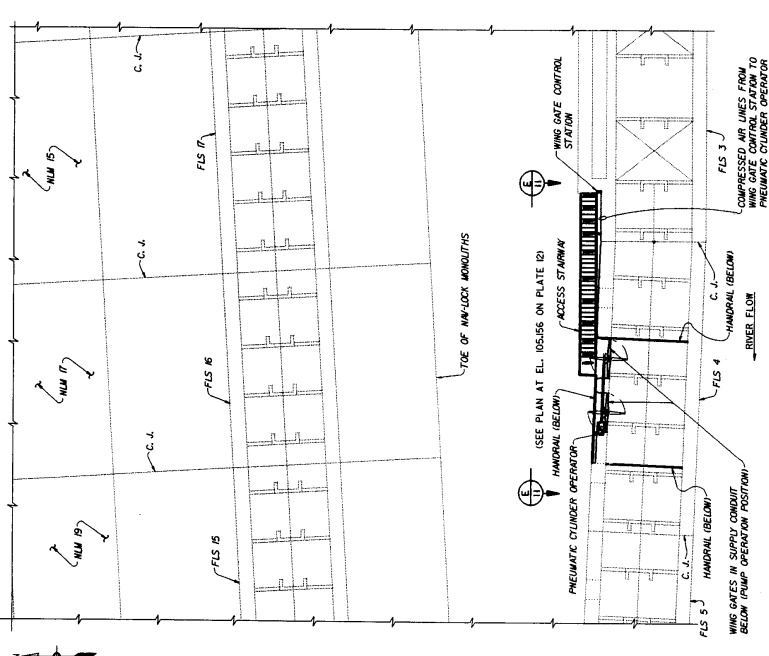 C. J.
NLM 15
FLS 17
C. J.
NLM 17
FLS 16
TOE OF NAV-LOCK MONOLITHS
C. J.
NLM 19
FLS 15
WING GATE CONTROL
STATION
E
11
ACCESS STAIRWAY
(SEE PLAN AT EL. 105.156 ON PLATE 12)
HANDRAIL (BELOW)
PNEUMATIC CYLINDER OPERATOR
E
11
FLS 3
COMPRESSED AIR LINES FROM
WING GATE CONTROL STATION TO
PNEUMATIC CYLINDER OPERATOR
C. J.
HANDRAIL (BELOW)
RIVER FLOW
FLS 4
HANDRAIL (BELOW)
C. J.
FLS 5
WING GATES IN SUPPLY CONDUIT
BELOW (PUMP OPERATION POSITION)